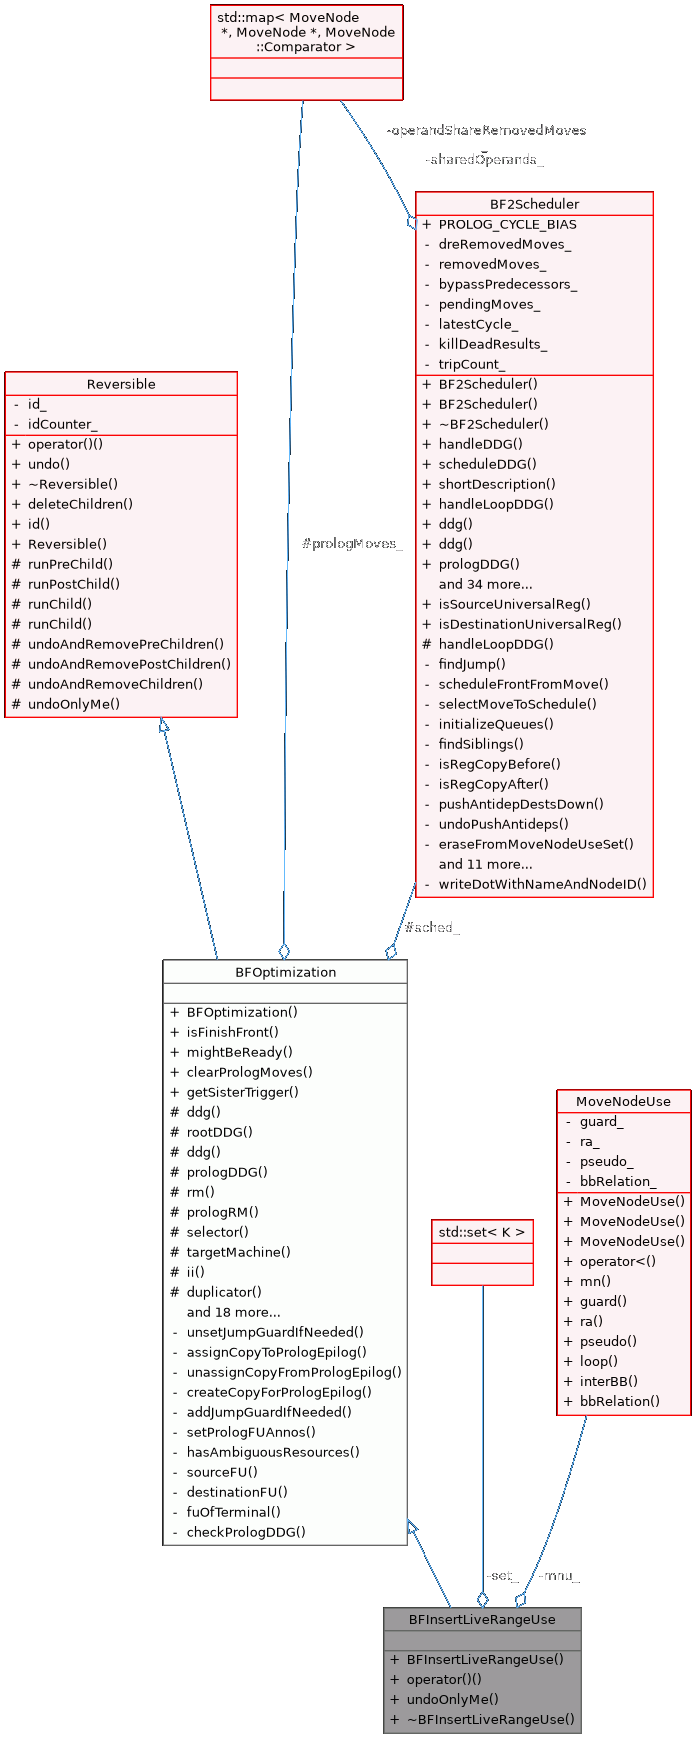 std::map< MoveNode
*, MoveNode *, MoveNode
::Comparator >
-operandShareRemovedMoves
_
-sharedOperands_
BF2Scheduler
+ PROLOG_CYCLE_BIAS
- dreRemovedMoves_
- removedMoves_
- bypassPredecessors_
- pendingMoves_
- latestCycle_
- killDeadResults_
- tripCount_
+ BF2Scheduler()
+ BF2Scheduler()
+ ~BF2Scheduler()
+ handleDDG()
+ scheduleDDG()
+ shortDescription()
+ handleLoopDDG()
+ ddg()
+ ddg()
+ prologDDG()
and 34 more...
+ isSourceUniversalReg()
+ isDestinationUniversalReg()
# handleLoopDDG()
- findJump()
- scheduleFrontFromMove()
- selectMoveToSchedule()
- initializeQueues()
- findSiblings()
- isRegCopyBefore()
- isRegCopyAfter()
- pushAntidepDestsDown()
- undoPushAntideps()
- eraseFromMoveNodeUseSet()
and 11 more...
- writeDotWithNameAndNodeID()
Reversible
- id_
- idCounter_
+ operator()()
+ undo()
+ ~Reversible()
+ deleteChildren()
+ id()
+ Reversible()
# runPreChild()
# runPostChild()
# runChild()
# runChild()
# undoAndRemovePreChildren()
# undoAndRemovePostChildren()
# undoAndRemoveChildren()
# undoOnlyMe()
#prologMoves_
#sched_
BFOptimization
+ BFOptimization()
+ isFinishFront()
+ mightBeReady()
+ clearPrologMoves()
+ getSisterTrigger()
# ddg()
# rootDDG()
# ddg()
# prologDDG()
# rm()
# prologRM()
# selector()
# targetMachine()
# ii()
# duplicator()
and 18 more...
- unsetJumpGuardIfNeeded()
- assignCopyToPrologEpilog()
- unassignCopyFromPrologEpilog()
- createCopyForPrologEpilog()
- addJumpGuardIfNeeded()
- setPrologFUAnnos()
- hasAmbiguousResources()
- sourceFU()
- destinationFU()
- fuOfTerminal()
- checkPrologDDG()
std::set< K >
MoveNodeUse
- guard_
- ra_
- pseudo_
- bbRelation_
+ MoveNodeUse()
+ MoveNodeUse()
+ MoveNodeUse()
+ operator<()
+ mn()
+ guard()
+ ra()
+ pseudo()
+ loop()
+ interBB()
+ bbRelation()
-set_
-mnu_
BFInsertLiveRangeUse
+ BFInsertLiveRangeUse()
+ operator()()
+ undoOnlyMe()
+ ~BFInsertLiveRangeUse()